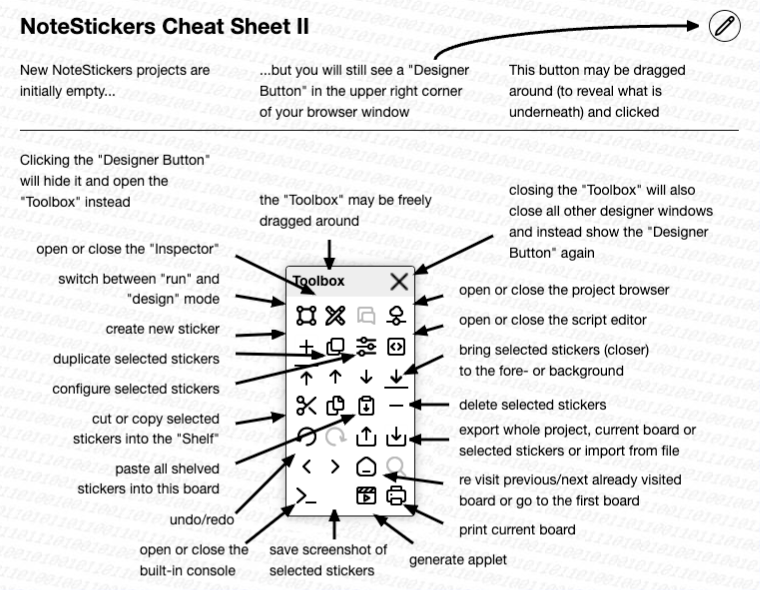 NoteStickers Cheat Sheet II
New NoteStickers projects are
initially empty...
...but you will still see a "Designer
Button" in the upper right corner
of your browser window
This button may be dragged
around (to reveal what is
underneath) and clicked
Clicking the "Designer Button"
will hide it and open the
"Toolbox" instead
the "Toolbox" may be freely
dragged around
closing the "Toolbox" will also
close all other designer windows
and instead show the "Designer
Button" again
open or close the "Inspector"
switch between "run" and
"design" mode
create new sticker
duplicate selected stickers
configure selected stickers
cut or copy selected
stickers into the "Shelf"
paste all shelved
stickers into this board
undo/redo
open or close the
built-in console
Toolbox
save screenshot of
selected stickers
open or close the project browser
open or close the script editor
bring selected stickers (closer)
to the fore- or background
delete selected stickers
export whole project, current board or
selected stickers or import from file
re visit previous/next already visited
board or go to the first board
print current board
generate applet